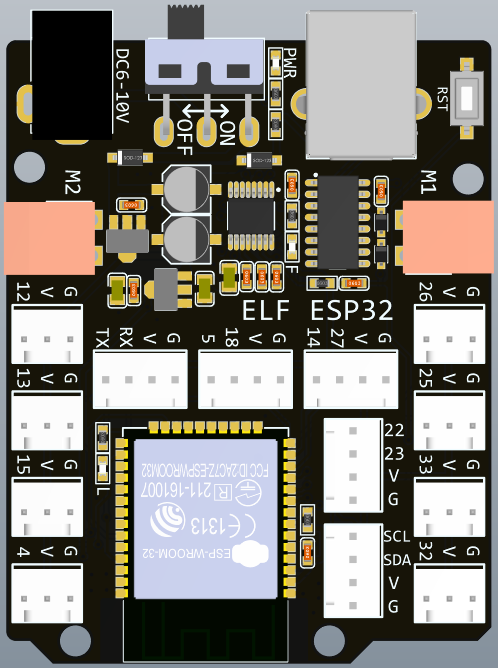 DC6-10V
PWR
OFF
ON
RST
M2
M1
F
ELF ESP32
12 V G
TX RX V G
5 18 V G
14 27 V G
26 V G
13 V G
25 V G
22
23
V
G
15 V G
33 V G
L
FCC ID:2AC7Z-ESPWROOM32
R 211-161007
CE1313
ESP-WROOM-32
SCL
SDA
V
G
4 V G
32 V G